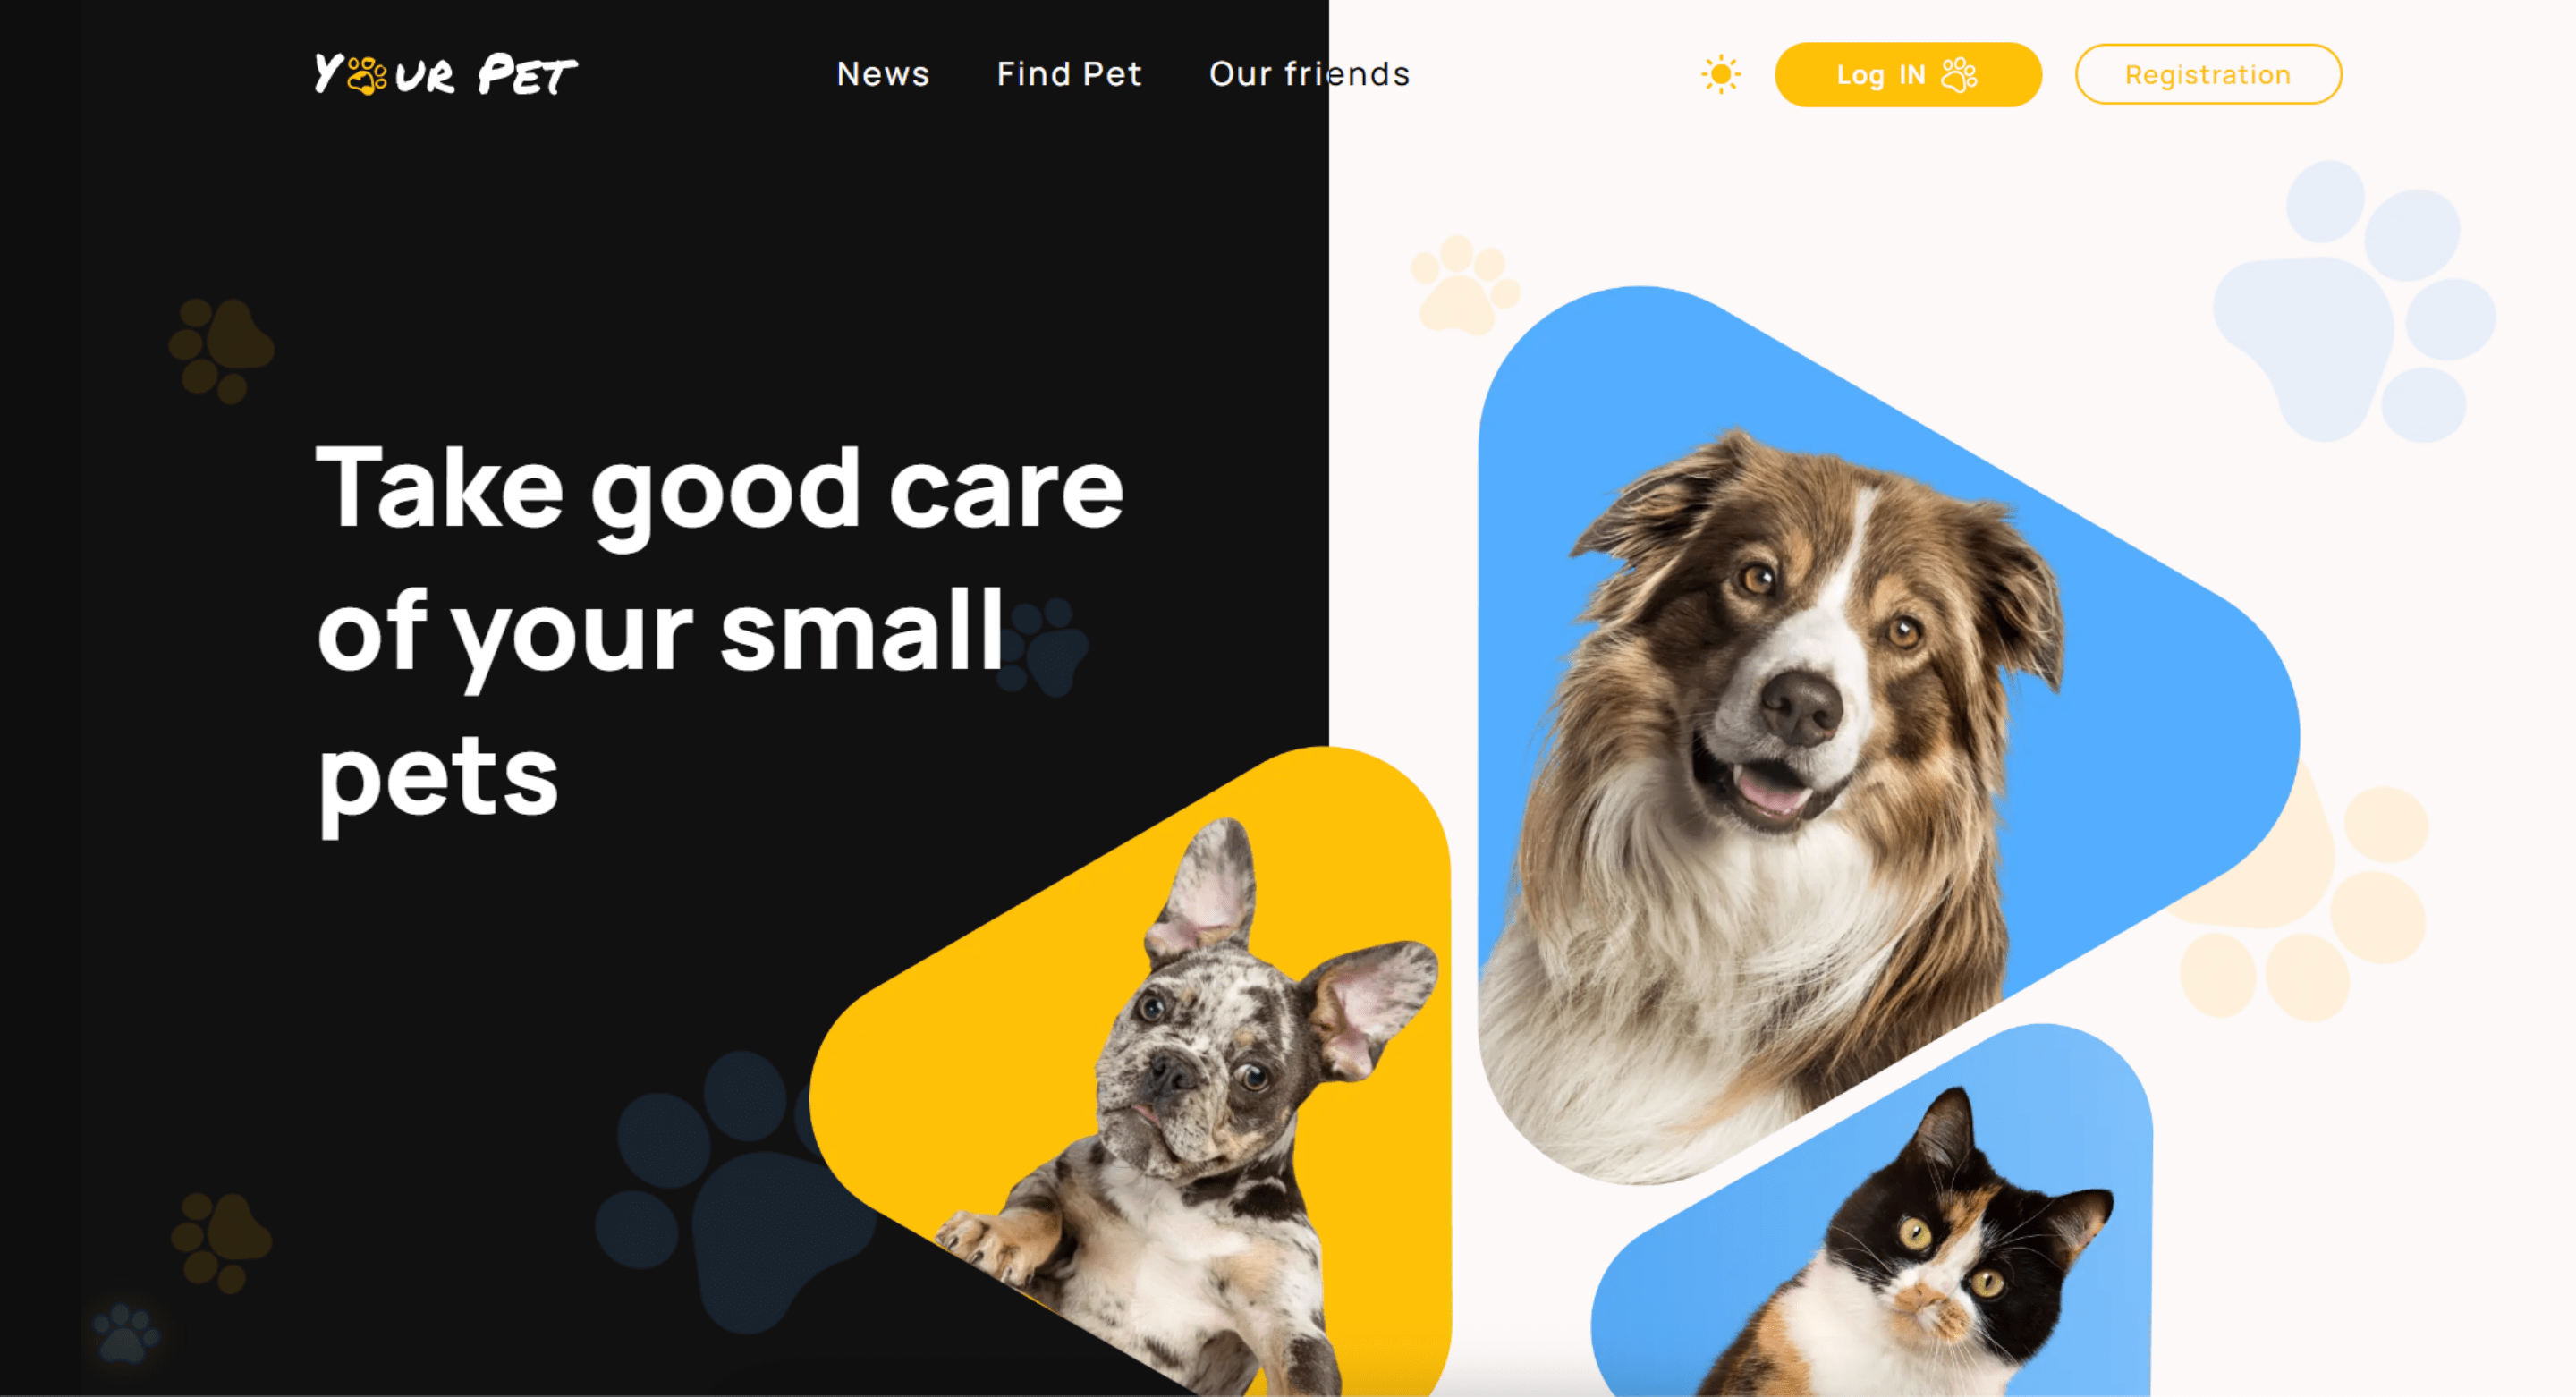 Your Pet
News Find Pet Our friends
Log IN
Registration
Take good care
of your small
pets